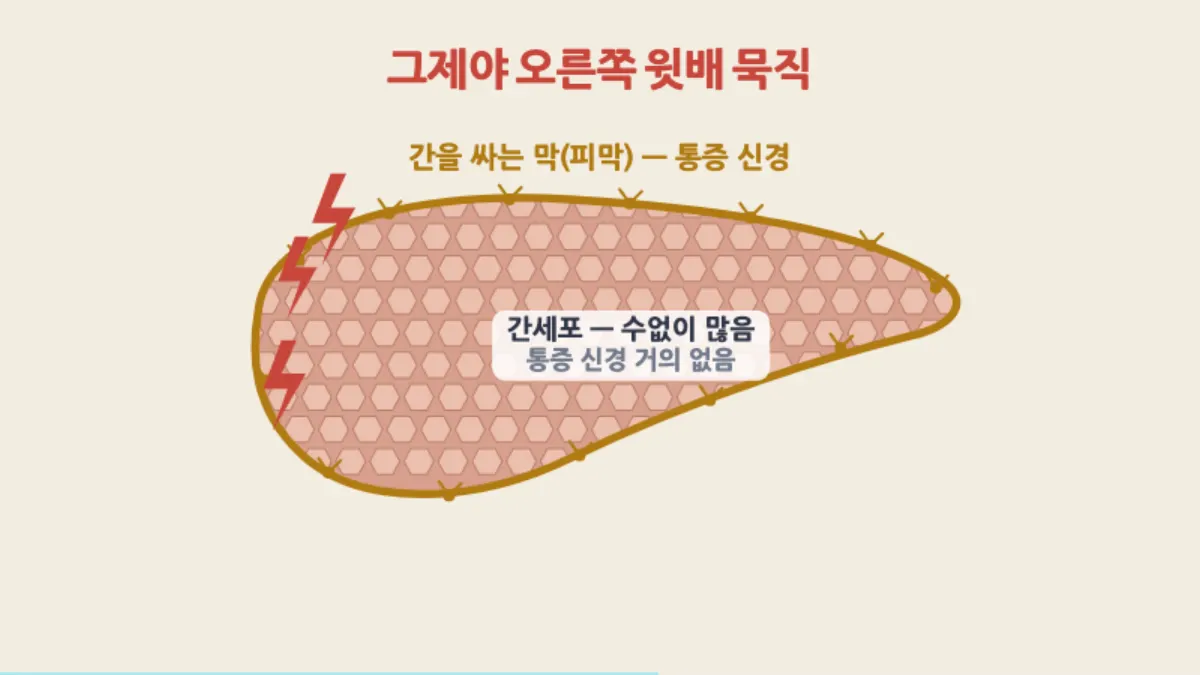 그제야 오른쪽 윗배 묵직
간을 싸는 막(피막) — 통증 신경
간세포 — 수없이 많음
통증 신경 거의 없음